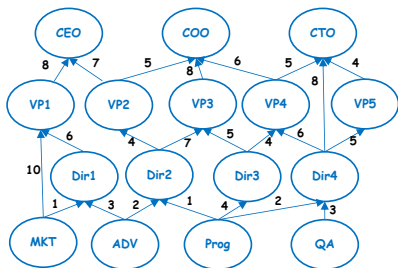 CEO COO CTO
8 7 5 8 6 5 8 4
VP1 VP2 VP3 VP4 VP5
10 6 4 7 5 4 6 5
Dir1 Dir2 Dir3 Dir4
1 3 2 1 4 2 3
MKT ADV Prog QA